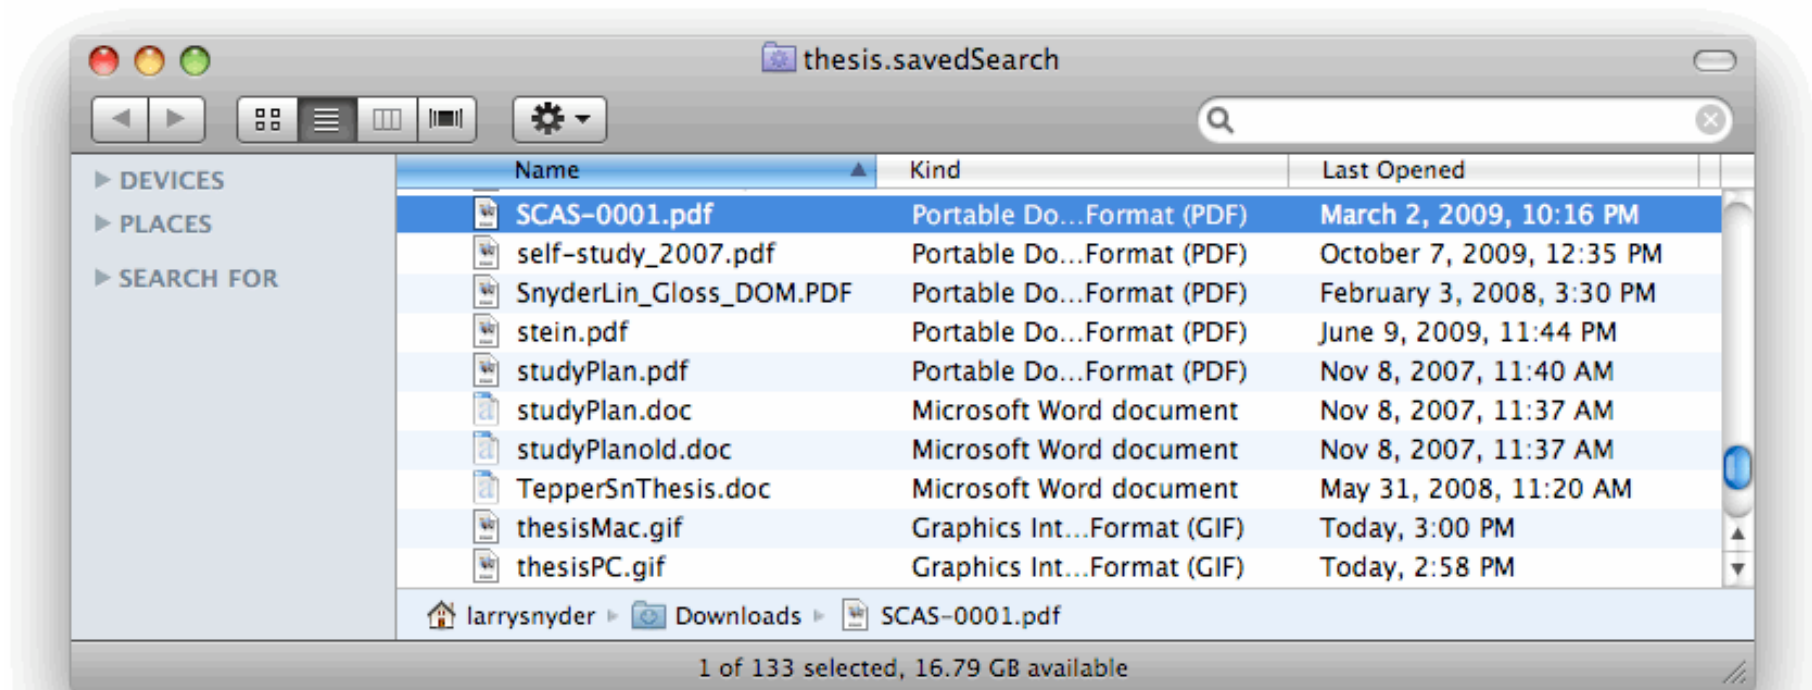 thesis.savedSearch
DEVICES
PLACES
SEARCH FOR
Name Kind Last Opened
SCAS-0001.pdf Portable Do...Format (PDF) March 2, 2009, 10:16 PM
self-study_2007.pdf Portable Do...Format (PDF) October 7, 2009, 12:35 PM
SnyderLin_Gloss_DOM.PDF Portable Do...Format (PDF) February 3, 2008, 3:30 PM
stein.pdf Portable Do...Format (PDF) June 9, 2009, 11:44 PM
studyPlan.pdf Portable Do...Format (PDF) Nov 8, 2007, 11:40 AM
studyPlan.doc Microsoft Word document Nov 8, 2007, 11:37 AM
studyPlanold.doc Microsoft Word document Nov 8, 2007, 11:37 AM
TepperSnThesis.doc Microsoft Word document May 31, 2008, 11:20 AM
thesisMac.gif Graphics Int...Format (GIF) Today, 3:00 PM
thesisPC.gif Graphics Int...Format (GIF) Today, 2:58 PM
larrysnyder Downloads SCAS-0001.pdf
1 of 133 selected, 16.79 GB available